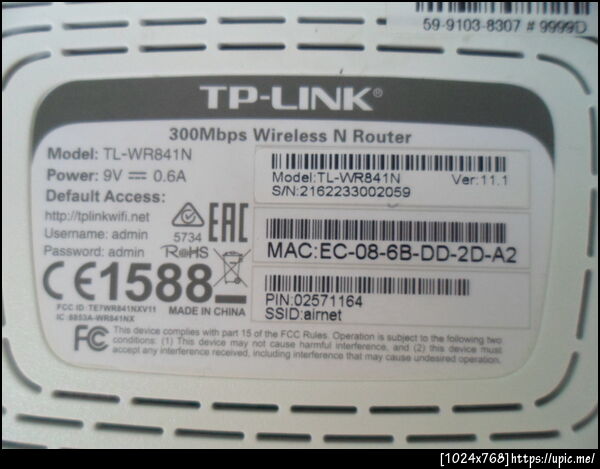 59-9103-8307 # 9999D
TP-LINK®
300Mbps Wireless N Router
Model: TL-WR841N
Power: 9V ⎓ 0.6A
Default Access:
http://tplinkwifi.net
Username: admin
Password: admin
5734
RoHS
EAC
CE1588
FCC ID: TE7WR841NXV11
IC: 8853A-WR841NX
MADE IN CHINA
Model:TL-WR841N Ver:11.1
S/N:2162233002059
MAC:EC-08-6B-DD-2D-A2
PIN:02571164
SSID:airnet
FC
This device complies with part 15 of the FCC Rules. Operation is subject to the following two
conditions: (1) This device may not cause harmful interference, and (2) this device must
accept any interference received, including interference that may cause undesired operation.
[1024x768]https://upic.me/